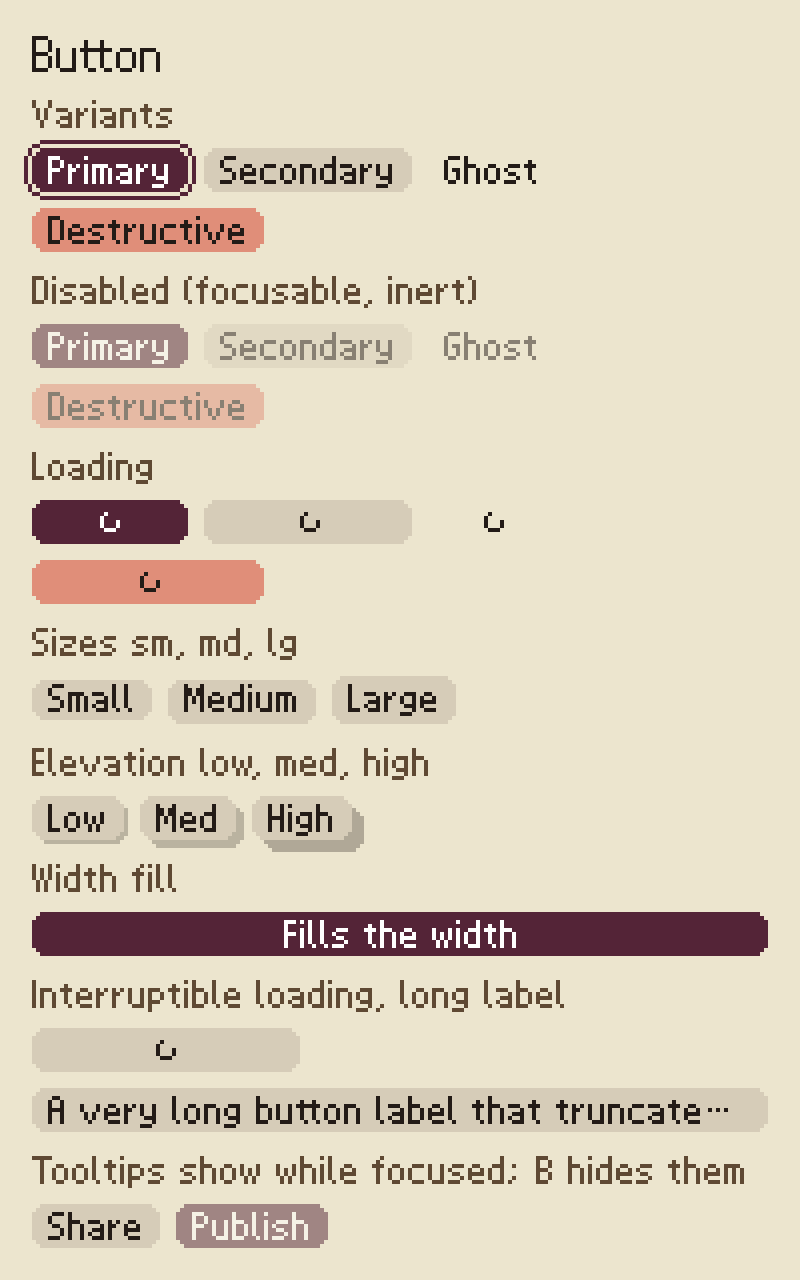 Button
Variants
Primary Secondary Ghost
Destructive
Disabled (focusable, inert)
Primary Secondary Ghost
Destructive
Loading
Sizes sm, md, lg
Small Medium Large
Elevation low, med, high
Low Med High
Width fill
Fills the width
Interruptible loading, long label
A very long button label that truncate…
Tooltips show while focused; B hides them
Share Publish